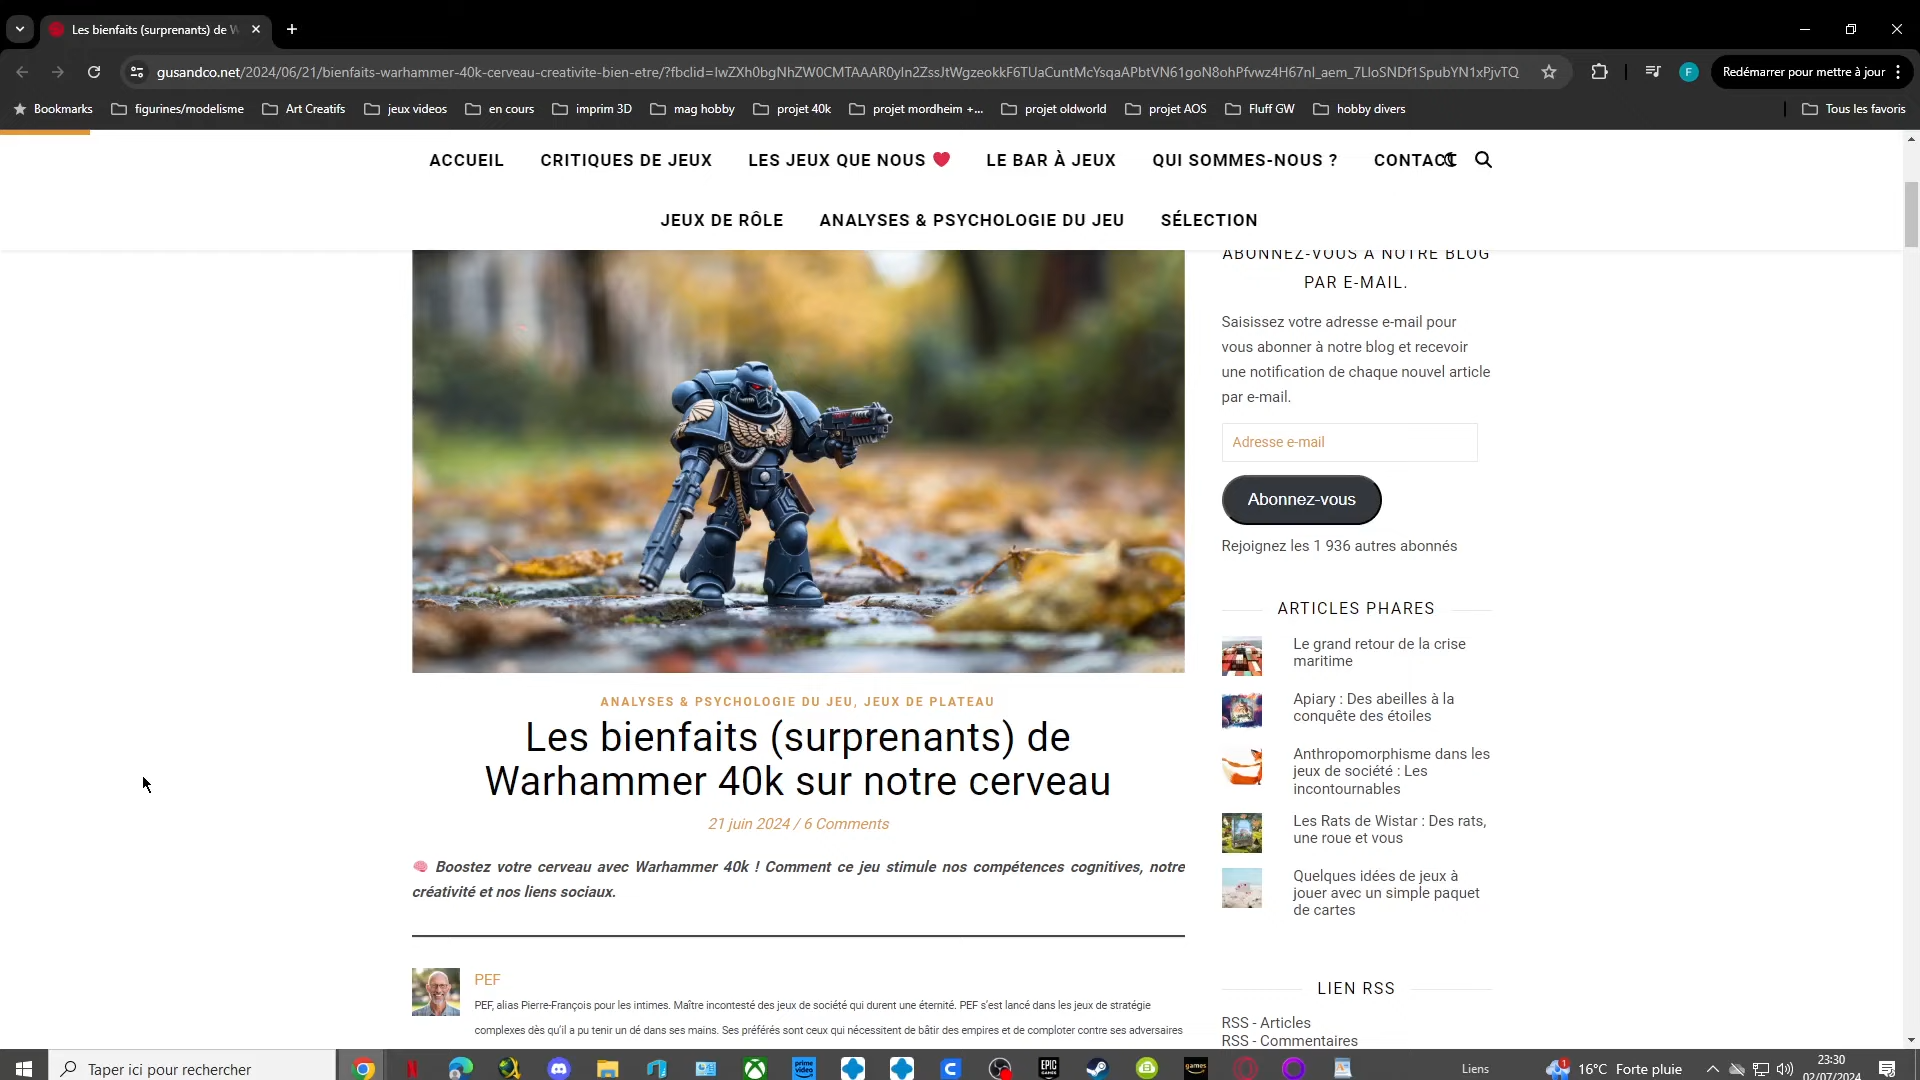 Les bienfaits (surprenants) de W
gusandco.net/2024/06/21/bienfaits-warhammer-40k-cerveau-creativite-bien-etre/?fbclid=IwZXh0bgNhZW0CMTAAAR0yIn2ZssJtWgzeokkF6TUaCuntMcYsqaAPbtVN61goN8ohPfvwz4H67nI_aem_7LIoSNDf1SpubYN1xPjvTQ
F
Redémarrer pour mettre à jour
Bookmarks
figurines/modelisme
Art Creatifs
jeux videos
en cours
imprim 3D
mag hobby
projet 40k
projet mordheim +...
projet oldworld
projet AOS
Fluff GW
hobby divers
Tous les favoris
ACCUEIL
CRITIQUES DE JEUX
LES JEUX QUE NOUS ❤
LE BAR À JEUX
QUI SOMMES-NOUS ?
CONTACT
JEUX DE RÔLE
ANALYSES & PSYCHOLOGIE DU JEU
SÉLECTION
ANALYSES & PSYCHOLOGIE DU JEU, JEUX DE PLATEAU
Les bienfaits (surprenants) de
Warhammer 40k sur notre cerveau
21 juin 2024 / 6 Comments
🧠 Boostez votre cerveau avec Warhammer 40k ! Comment ce jeu stimule nos compétences cognitives, notre
créativité et nos liens sociaux.
PEF
PEF, alias Pierre-François pour les intimes. Maître incontesté des jeux de société qui durent une éternité. PEF s'est lancé dans les jeux de stratégie
complexes dès qu'il a pu tenir un dé dans ses mains. Ses préférés sont ceux qui nécessitent de bâtir des empires et de comploter contre ses adversaires
ABONNEZ-VOUS À NOTRE BLOG
PAR E-MAIL.
Saisissez votre adresse e-mail pour
vous abonner à notre blog et recevoir
une notification de chaque nouvel article
par e-mail.
Adresse e-mail
Abonnez-vous
Rejoignez les 1 936 autres abonnés
ARTICLES PHARES
Le grand retour de la crise
maritime
Apiary : Des abeilles à la
conquête des étoiles
Anthropomorphisme dans les
jeux de société : Les
incontournables
Les Rats de Wistar : Des rats,
une roue et vous
Quelques idées de jeux à
jouer avec un simple paquet
de cartes
LIEN RSS
RSS - Articles
RSS - Commentaires
Taper ici pour rechercher
EPIC
GAMES
prime
video
games
Liens
1
16°C Forte pluie
23:30
02/07/2024